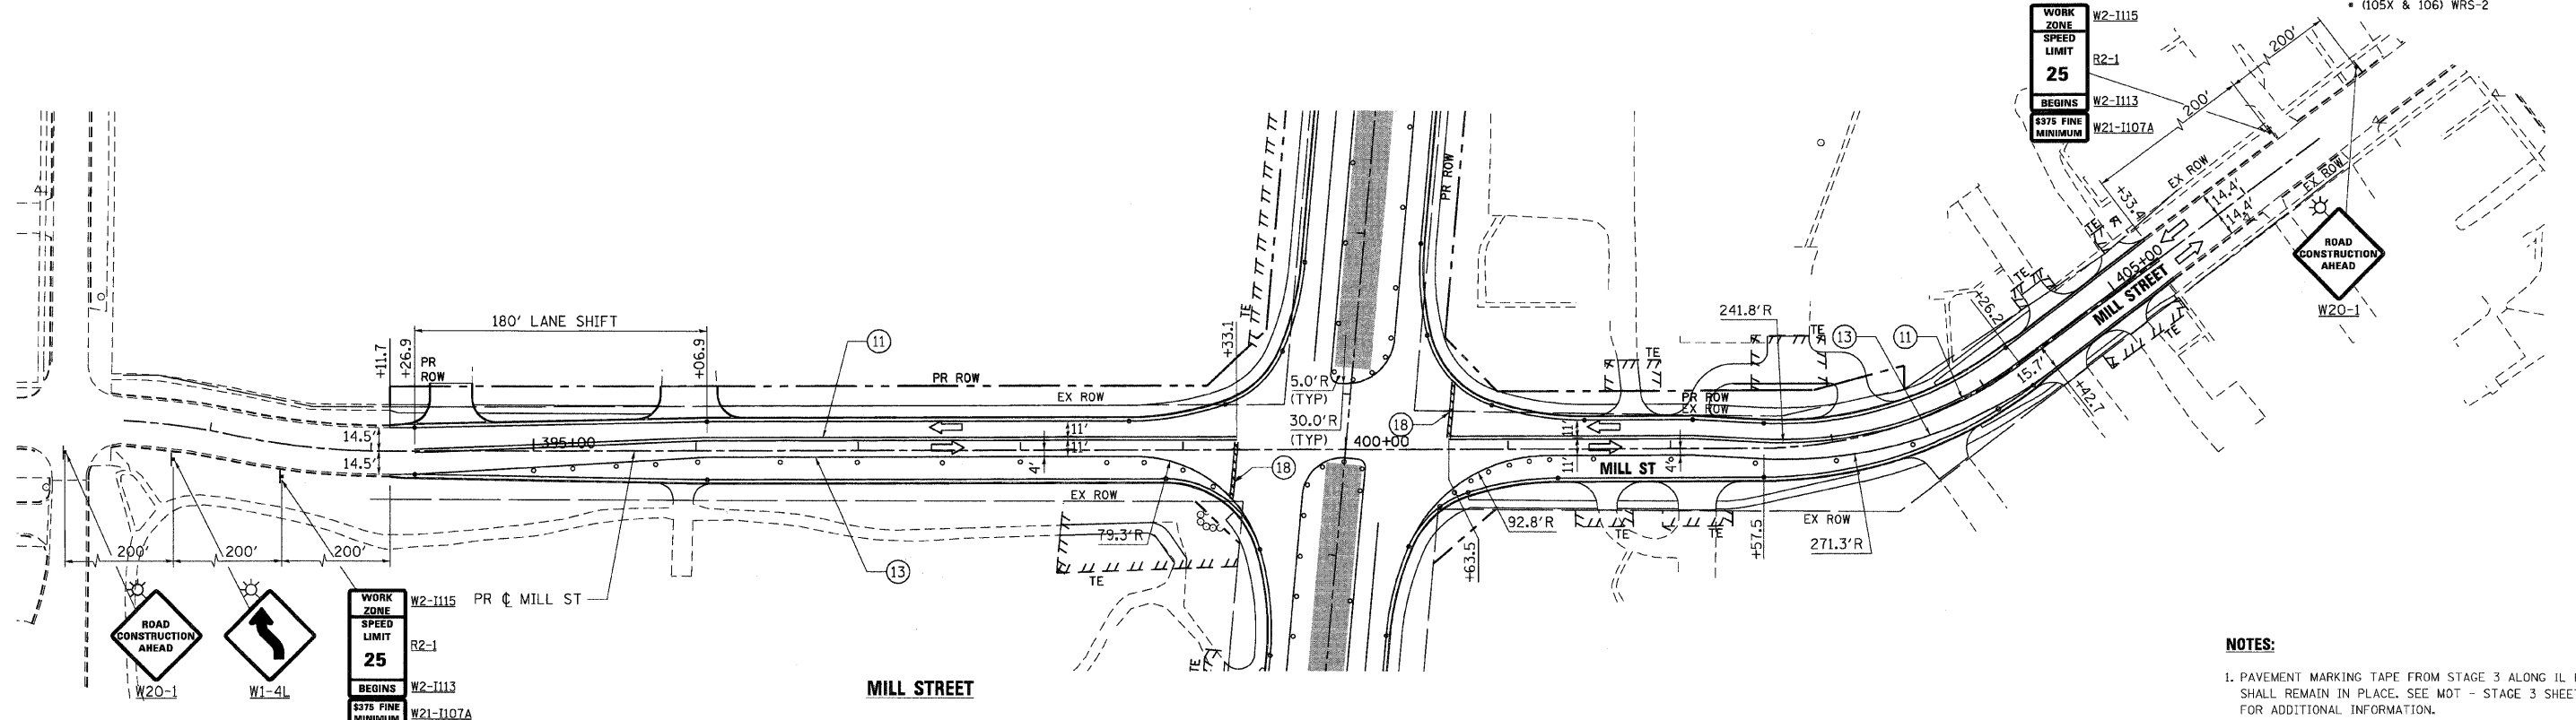 * (105X & 106) WRS-2
WORK
ZONE
W2-I115
SPEED
LIMIT
25
R2-1
BEGINS
W2-I113
$375 FINE
MINIMUM
W21-I107A
200'
200'
EX ROW
EX ROW
+33.4
14.4'
14.4'
TE
ROAD
CONSTRUCTION
AHEAD
W20-1
405+00
MILL STREET
TE
TE
+26.2
15.7'
+42.7
180' LANE SHIFT
+11.7
+26.9
PR
ROW
+06.9
11
PR ROW
EX ROW
+33.1
TE
PR ROW
5.0'R
(TYP)
30.0'R
(TYP)
18
241.8'R
13
11
TE
TE
PR ROW
EX ROW
14.5'
14.5'
395+00
11'
11'
4'
400+00
11'
11'
MILL ST
4'
18
EX ROW
79.3'R
TE
13
92.8'R
+63.5
TE
TE
+57.5
EX ROW
271.3'R
200'
200'
200'
ROAD
CONSTRUCTION
AHEAD
W20-1
W1-4L
WORK
ZONE
W2-I115
SPEED
LIMIT
25
R2-1
BEGINS
W2-I113
$375 FINE
MINIMUM
W21-I107A
PR ℄ MILL ST
TE
MILL STREET
NOTES:
1. PAVEMENT MARKING TAPE FROM STAGE 3 ALONG IL
SHALL REMAIN IN PLACE. SEE MOT - STAGE 3 SHEET
FOR ADDITIONAL INFORMATION.